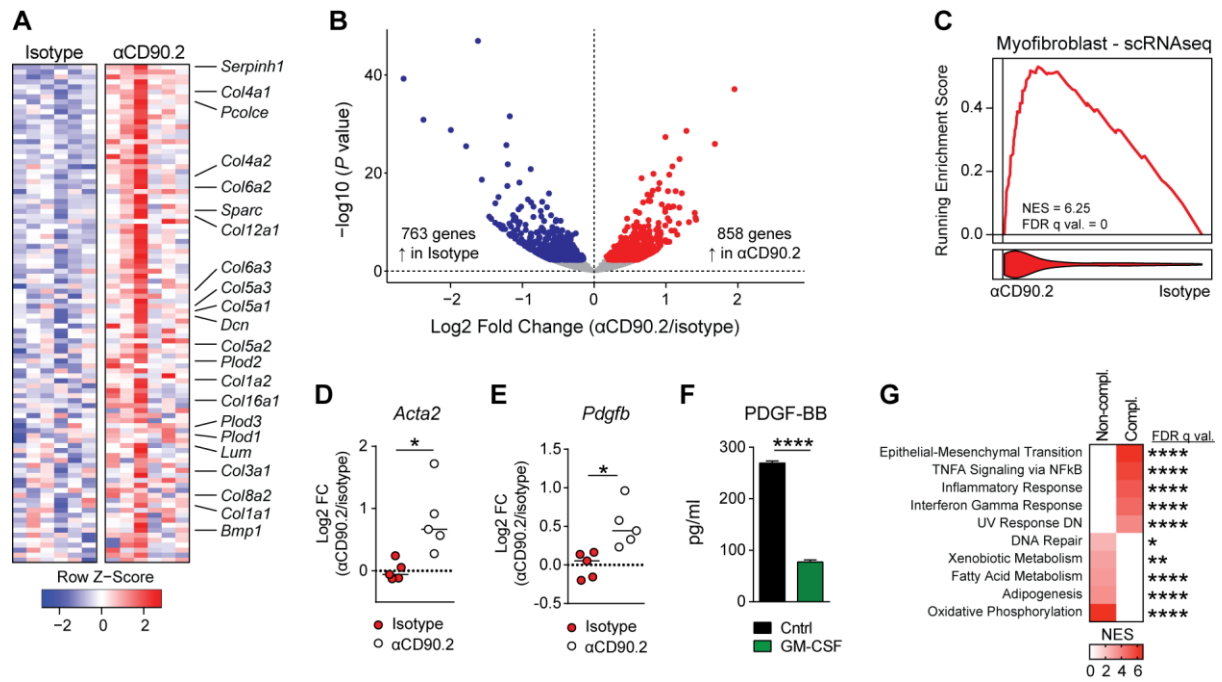 A
Isotype
αCD90.2
Serpinh1
Col4a1
Pcolce
Col4a2
Col6a2
Sparc
Col12a1
Col6a3
Col5a3
Col5a1
Dcn
Col5a2
Plod2
Col1a2
Col16a1
Plod3
Plod1
Lum
Col3a1
Col8a2
Col1a1
Bmp1
Row Z−Score
−2 0 2
B
−log10 (P value)
40
20
0
763 genes
↑ in Isotype
858 genes
↑ in αCD90.2
−2 −1 0 1 2
Log2 Fold Change (αCD90.2/isotype)
C
Myofibroblast - scRNAseq
Running Enrichment Score
0.4
0.2
0.0
NES = 6.25
FDR q val. = 0
αCD90.2 Isotype
D
Acta2
*
Log2 FC
(αCD90.2/isotype)
2
1
0
Isotype
αCD90.2
E
Pdgfb
*
Log2 FC
(αCD90.2/isotype)
1.5
1.0
0.5
0.0
-0.5
Isotype
αCD90.2
F
PDGF-BB
****
pg/ml
300
200
100
0
Cntrl
GM-CSF
G
Non-compl.
Compl.
FDR q val.
Epithelial-Mesenchymal Transition ****
TNFA Signaling via NFkB ****
Inflammatory Response ****
Interferon Gamma Response ****
UV Response DN ****
DNA Repair *
Xenobiotic Metabolism **
Fatty Acid Metabolism ****
Adipogenesis ****
Oxidative Phosphorylation ****
NES
0 2 4 6